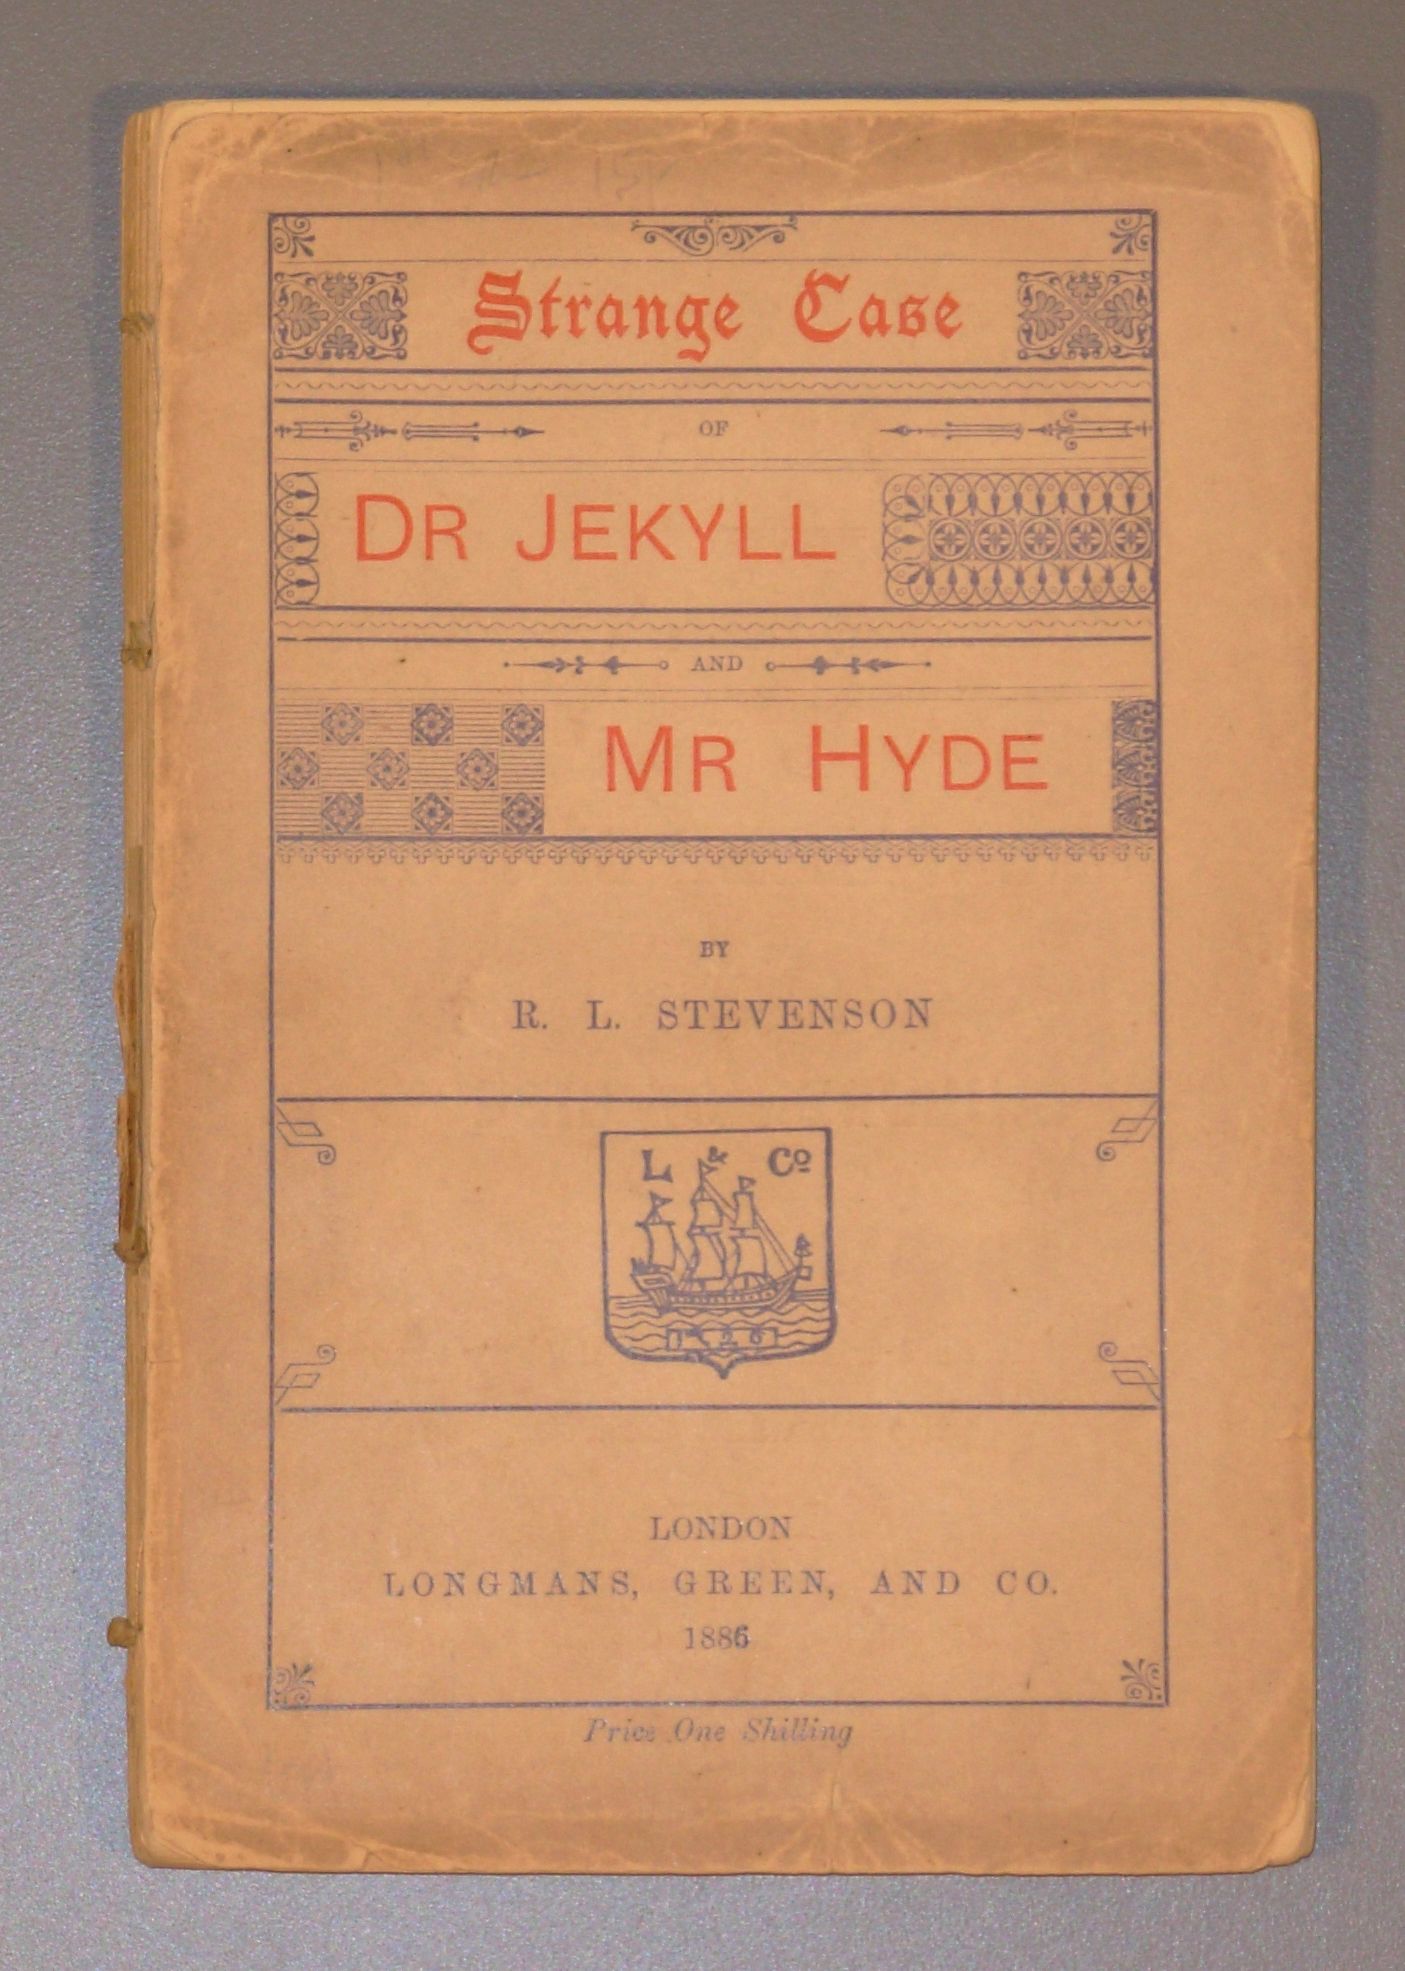 Strange Case
OF
DR JEKYLL
AND
MR HYDE
BY
R. L. STEVENSON
L & Co
LONDON
LONGMANS, GREEN, AND CO.
1886
Price One Shilling